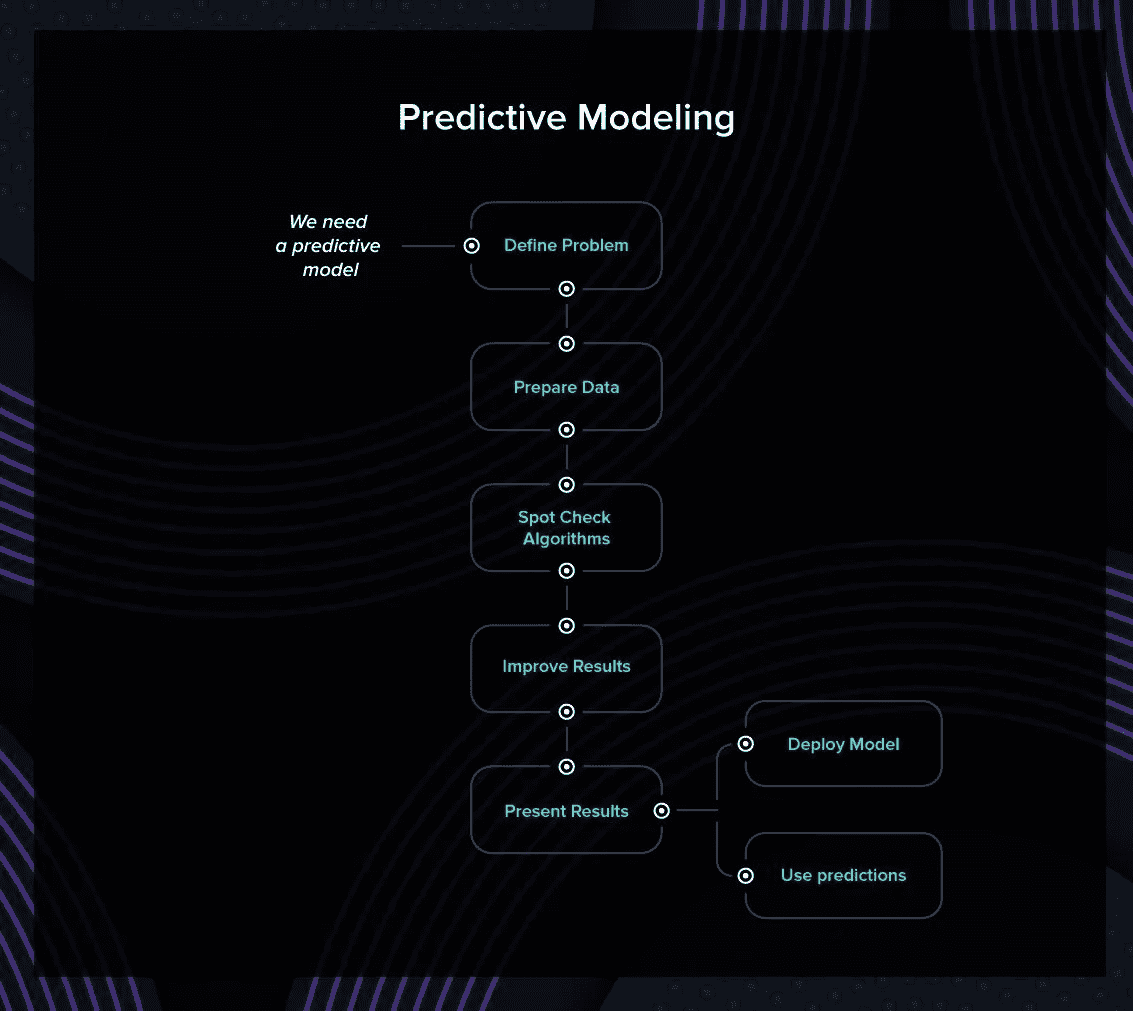 Predictive Modeling
We need
a predictive
model
Define Problem
Prepare Data
Spot Check
Algorithms
Improve Results
Present Results
Deploy Model
Use predictions